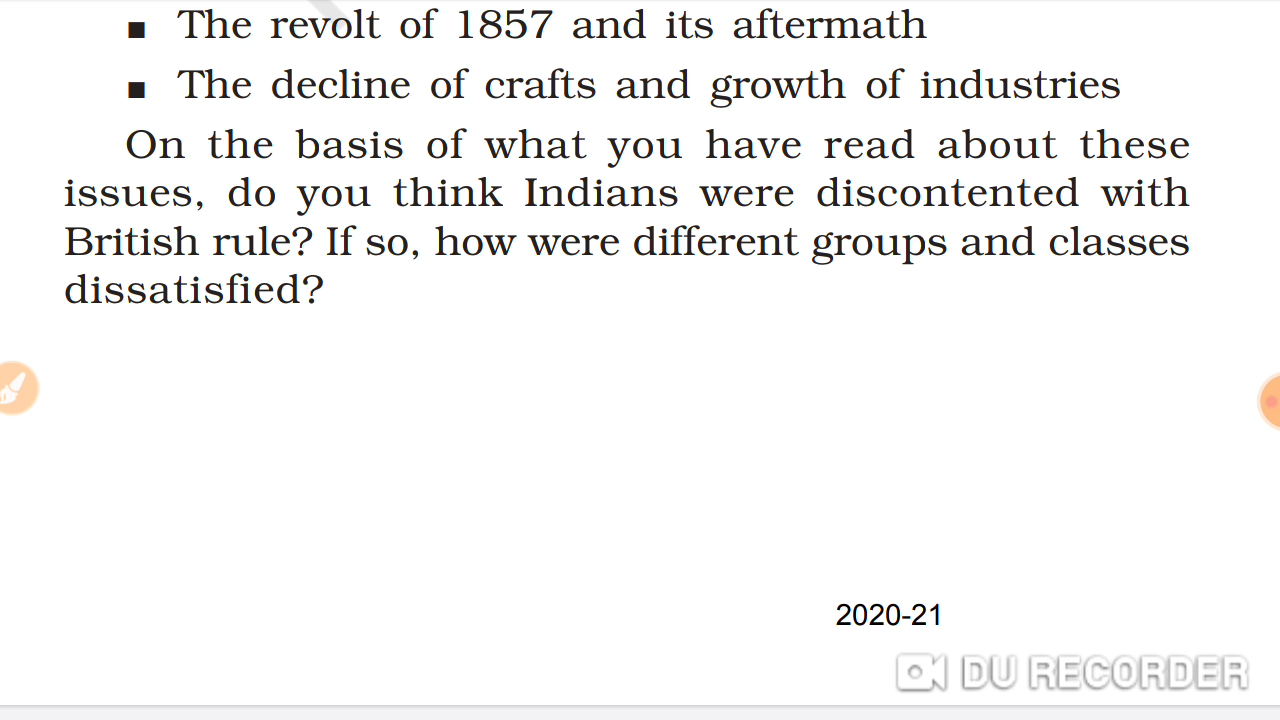 ▪ The revolt of 1857 and its aftermath
▪ The decline of crafts and growth of industries
On the basis of what you have read about these
issues, do you think Indians were discontented with
British rule? If so, how were different groups and classes
dissatisfied?
2020-21
DU RECORDER